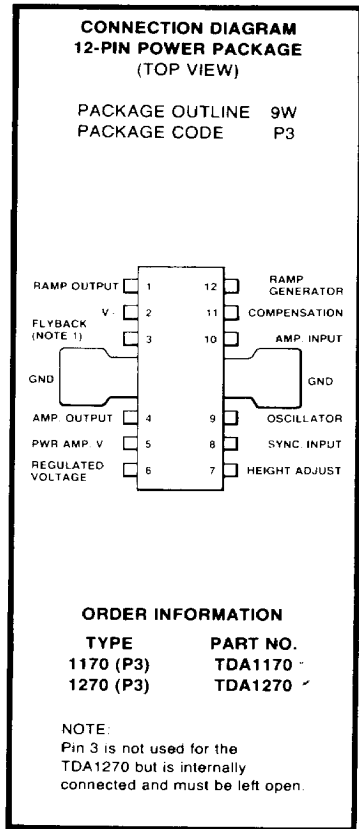 CONNECTION DIAGRAM
12-PIN POWER PACKAGE
(TOP VIEW)
PACKAGE OUTLINE 9W
PACKAGE CODE P3
RAMP OUTPUT 1 12 RAMP GENERATOR
V- 2 11 COMPENSATION
FLYBACK (NOTE 1) 3 10 AMP. INPUT
GND GND
AMP. OUTPUT 4 9 OSCILLATOR
PWR AMP. V 5 8 SYNC. INPUT
REGULATED VOLTAGE 6 7 HEIGHT ADJUST
ORDER INFORMATION
TYPE PART NO.
1170 (P3) TDA1170
1270 (P3) TDA1270
NOTE:
Pin 3 is not used for the
TDA1270 but is internally
connected and must be left open.